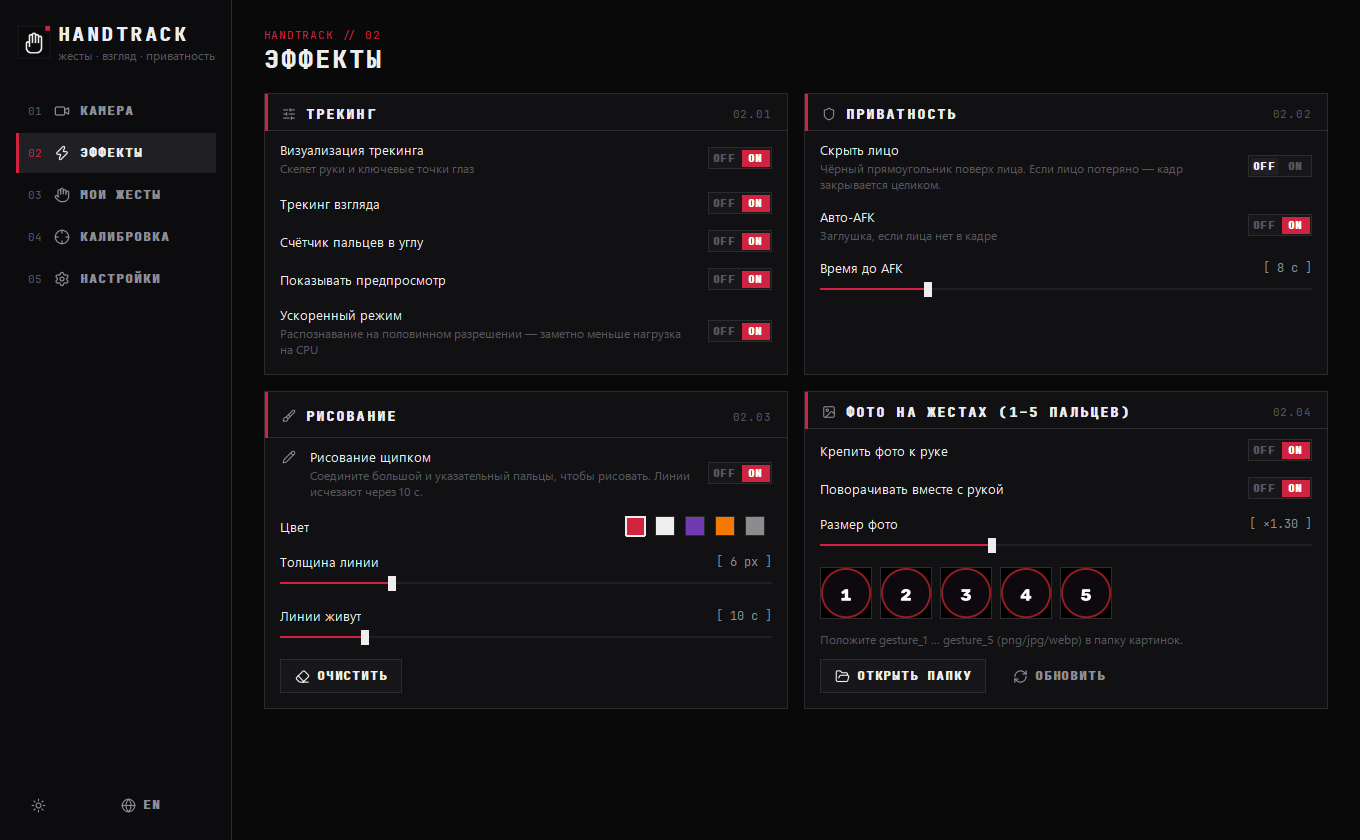 HANDTRACK
жесты · взгляд · приватность
01 КАМЕРА
02 ЭФФЕКТЫ
03 МОИ ЖЕСТЫ
04 КАЛИБРОВКА
05 НАСТРОЙКИ
EN
HANDTRACK // 02
ЭФФЕКТЫ
ТРЕКИНГ 02.01
Визуализация трекинга
Скелет руки и ключевые точки глаз
OFF ON
Трекинг взгляда
OFF ON
Счётчик пальцев в углу
OFF ON
Показывать предпросмотр
OFF ON
Ускоренный режим
Распознавание на половинном разрешении — заметно меньше нагрузка
на CPU
OFF ON
ПРИВАТНОСТЬ 02.02
Скрыть лицо
Чёрный прямоугольник поверх лица. Если лицо потеряно — кадр
закрывается целиком.
OFF ON
Авто-AFK
Заглушка, если лица нет в кадре
OFF ON
Время до AFK [ 8 с ]
РИСОВАНИЕ 02.03
Рисование щипком
Соедините большой и указательный пальцы, чтобы рисовать. Линии
исчезают через 10 с.
OFF ON
Цвет
Толщина линии [ 6 px ]
Линии живут [ 10 с ]
ОЧИСТИТЬ
ФОТО НА ЖЕСТАХ (1–5 ПАЛЬЦЕВ) 02.04
Крепить фото к руке
OFF ON
Поворачивать вместе с рукой
OFF ON
Размер фото [ ×1.30 ]
1 2 3 4 5
Положите gesture_1 … gesture_5 (png/jpg/webp) в папку картинок.
ОТКРЫТЬ ПАПКУ ОБНОВИТЬ